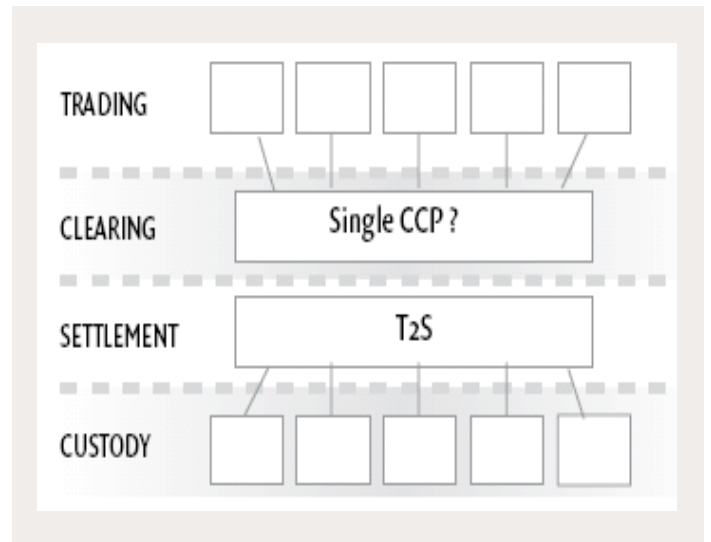 TRADING
CLEARING
Single CCP ?
SETTLEMENT
T2S
CUSTODY